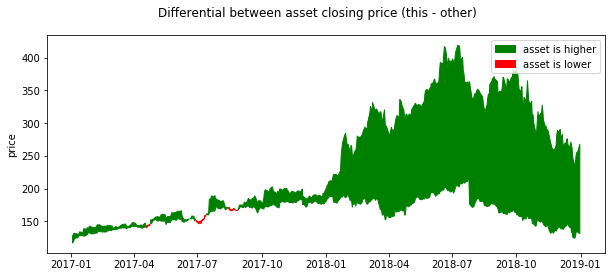 Differential between asset closing price (this - other)
asset is higher
asset is lower
price
400
350
300
250
200
150
2017-01 2017-04 2017-07 2017-10 2018-01 2018-04 2018-07 2018-10 2019-01